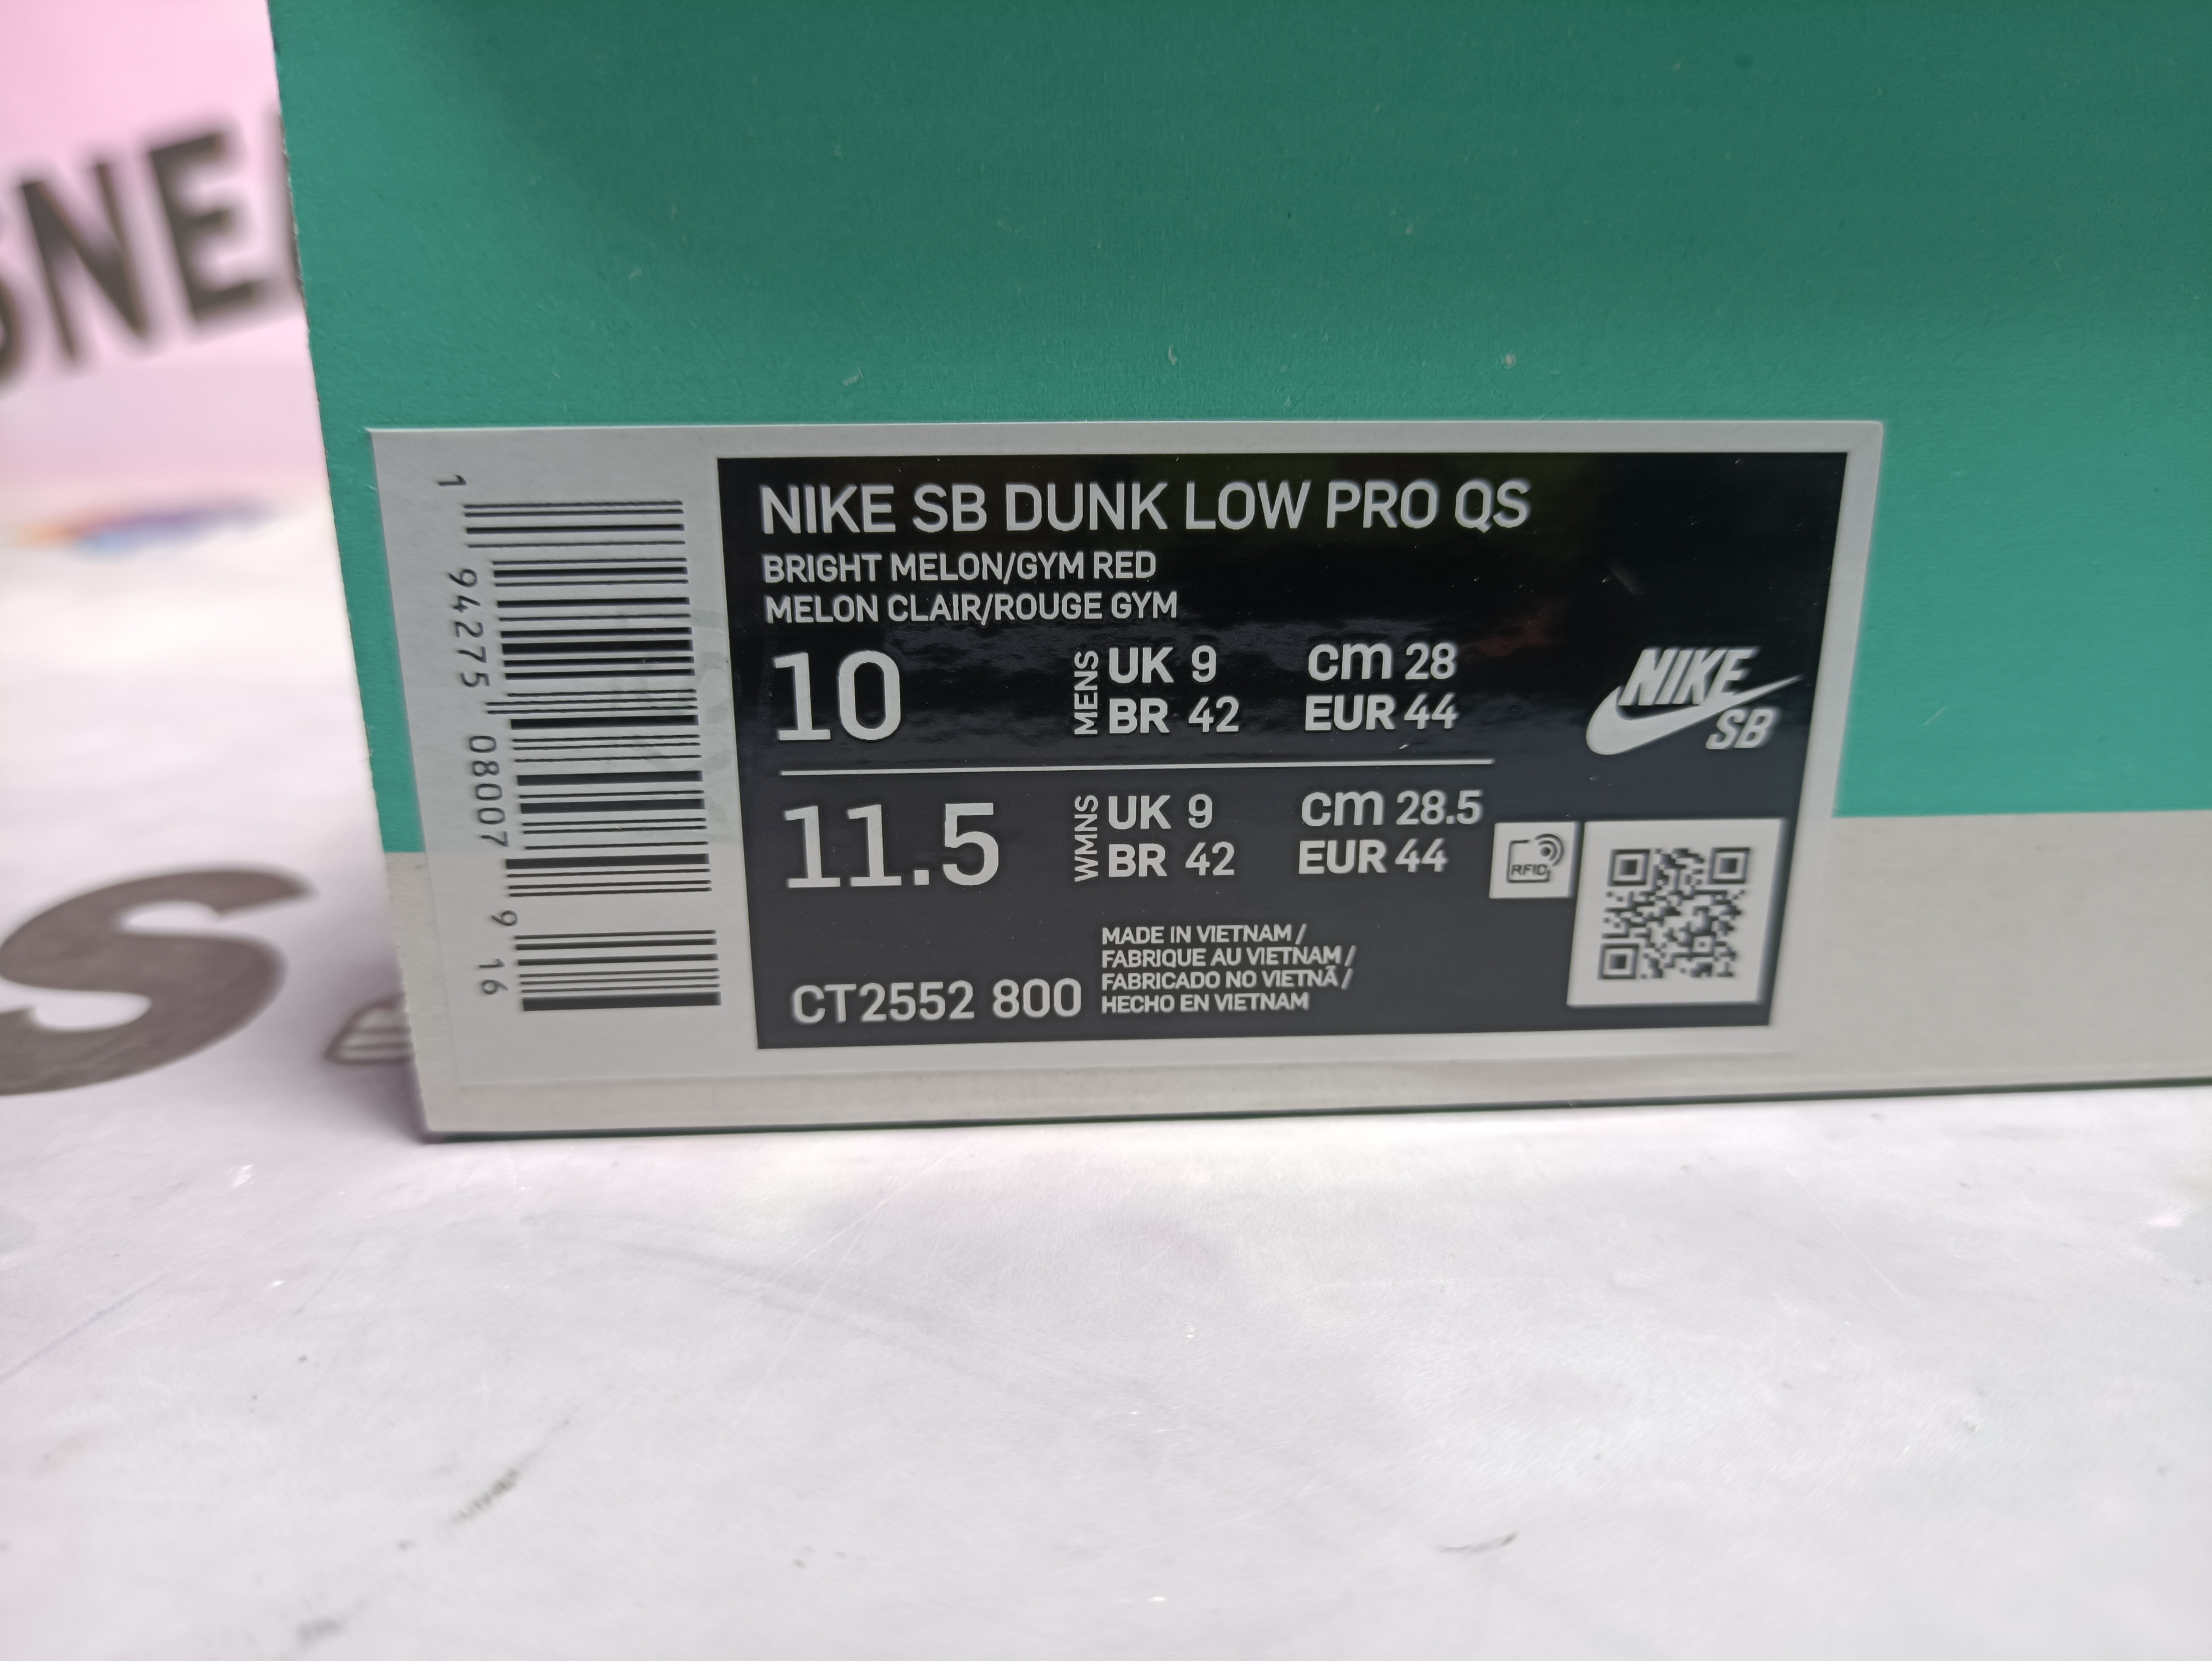 SNE
S
1 94275 08007 9 16
NIKE SB DUNK LOW PRO QS
BRIGHT MELON/GYM RED
MELON CLAIR/ROUGE GYM
10 MENS UK 9 cm 28
BR 42 EUR 44
NIKE
SB
11.5 WMNS UK 9 cm 28.5
BR 42 EUR 44
RFID
CT2552 800
MADE IN VIETNAM /
FABRIQUE AU VIETNAM /
FABRICADO NO VIETNÃ /
HECHO EN VIETNAM